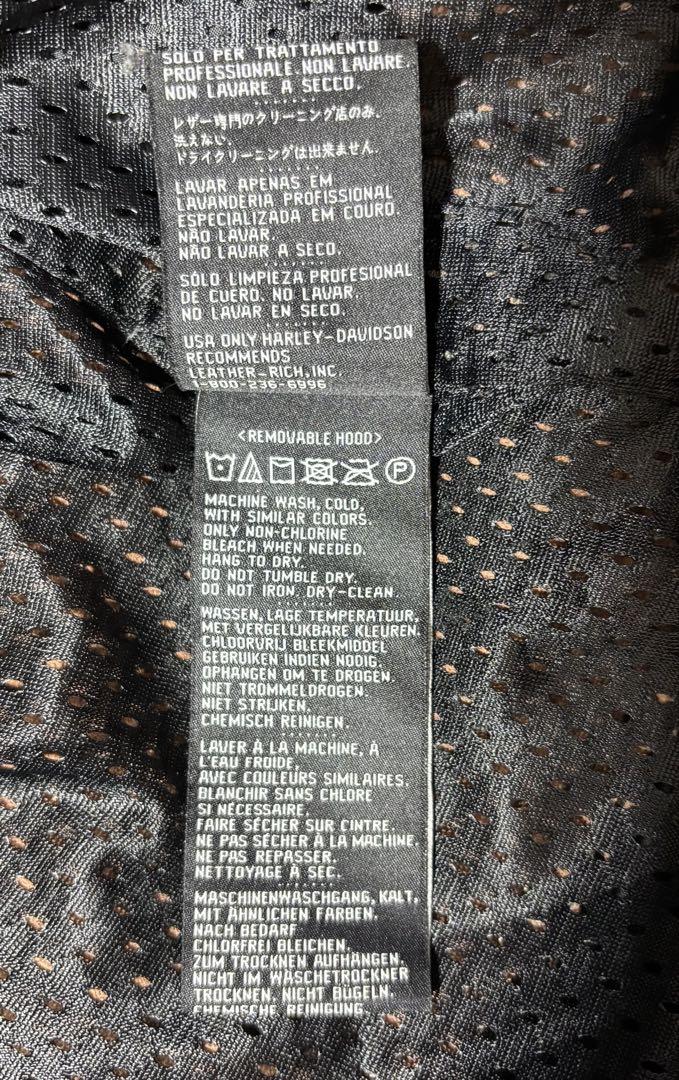 SOLO PER TRATTAMENTO
PROFESSIONALE. NON LAVARE.
NON LAVARE A SECCO.
レザー専門のクリーニング店のみ.
洗えない.
ドライクリーニングは出来ません.
LAVAR APENAS EM
LAVANDERIA PROFISSIONAL
ESPECIALIZADA EM COURO.
NÃO LAVAR.
NÃO LAVAR A SECO.
SÓLO LIMPIEZA PROFESIONAL
DE CUERO. NO LAVAR.
NO LAVAR EN SECO.
USA ONLY HARLEY-DAVIDSON
RECOMMENDS
LEATHER-RICH, INC.
1-800-236-6996
<REMOVABLE HOOD>
P
MACHINE WASH, COLD,
WITH SIMILAR COLORS.
ONLY NON-CHLORINE
BLEACH WHEN NEEDED.
HANG TO DRY.
DO NOT TUMBLE DRY.
DO NOT IRON. DRY-CLEAN.
WASSEN, LAGE TEMPERATUUR,
MET VERGELIJKBARE KLEUREN.
CHLOORVRIJ BLEEKMIDDEL
GEBRUIKEN INDIEN NODIG.
OPHANGEN OM TE DROGEN.
NIET TROMMELDROGEN.
NIET STRIJKEN.
CHEMISCH REINIGEN.
LAVER À LA MACHINE, À
L'EAU FROIDE,
AVEC COULEURS SIMILAIRES.
BLANCHIR SANS CHLORE
SI NÉCESSAIRE.
FAIRE SÉCHER SUR CINTRE.
NE PAS SÉCHER À LA MACHINE.
NE PAS REPASSER.
NETTOYAGE À SEC.
MASCHINENWASCHGANG, KALT,
MIT ÄHNLICHEN FARBEN.
NACH BEDARF
CHLORFREI BLEICHEN.
ZUM TROCKNEN AUFHÄNGEN.
NICHT IM WÄSCHETROCKNER
TROCKNEN. NICHT BÜGELN.
CHEMISCHE REINIGUNG.